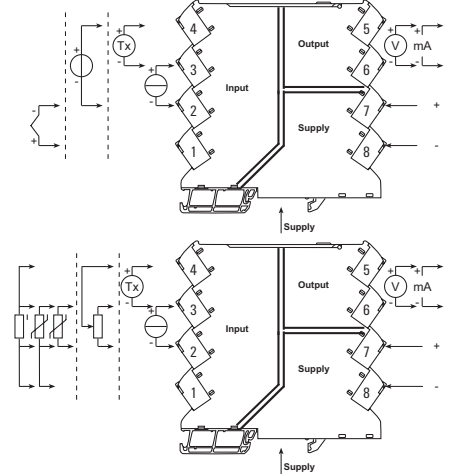 4 5
+ + Tx + V + mA
- Output
3 6
+ - Input
2 7 +
Supply
1 8 -
Supply
4 5
+ Tx + V + mA
- Output
3 6
+ - Input
2 7 +
Supply
1 8 -
Supply